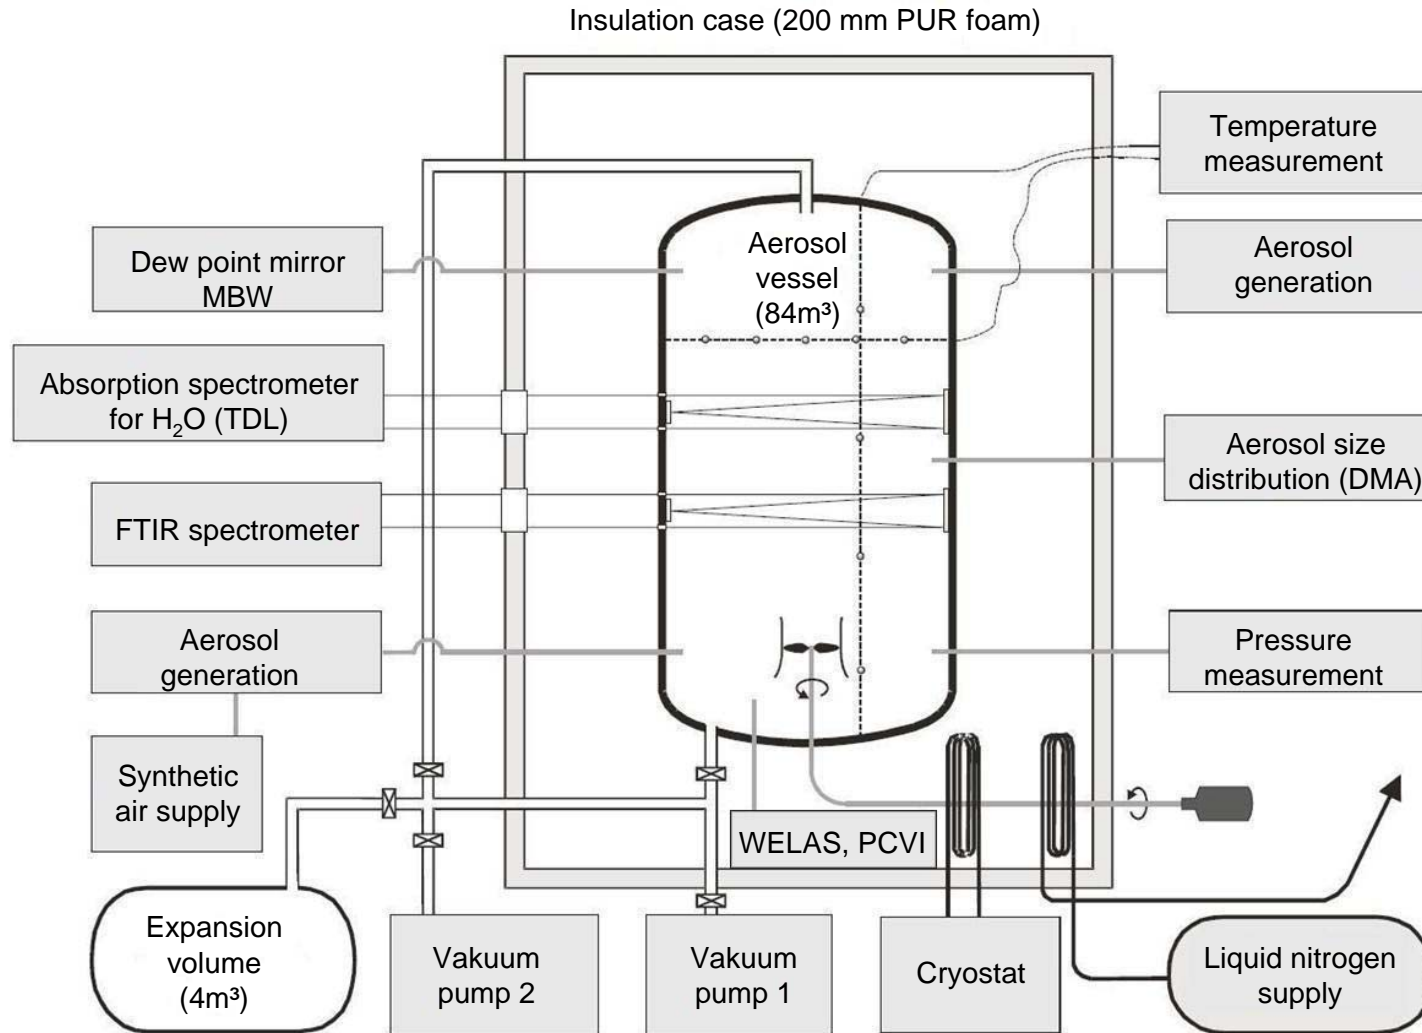 Insulation case (200 mm PUR foam)
Temperature
measurement
Aerosol
vessel
(84m³)
Dew point mirror
MBW
Aerosol
generation
Absorption spectrometer
for H₂O (TDL)
Aerosol size
distribution (DMA)
FTIR spectrometer
Aerosol
generation
Pressure
measurement
Synthetic
air supply
WELAS, PCVI
Expansion
volume
(4m³)
Vakuum
pump 2
Vakuum
pump 1
Cryostat
Liquid nitrogen
supply